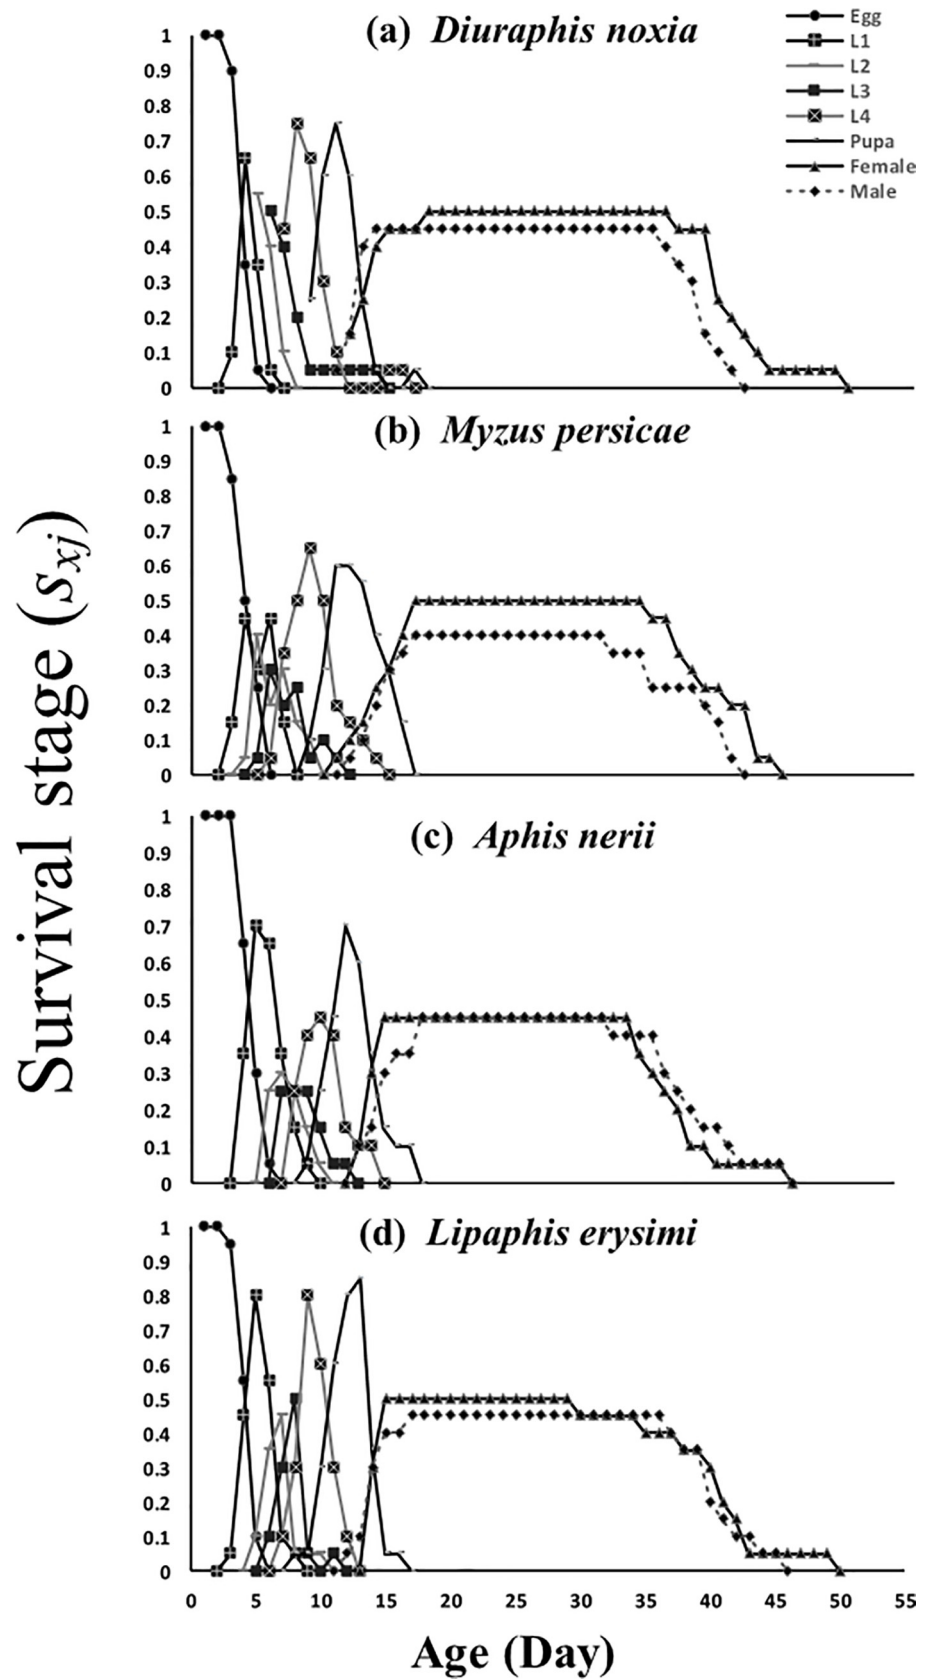 (a) Diuraphis noxia
Egg
L1
L2
L3
L4
Pupa
Female
Male
1
0.9
0.8
0.7
0.6
0.5
0.4
0.3
0.2
0.1
0
(b) Myzus persicae
1
0.9
0.8
0.7
0.6
0.5
0.4
0.3
0.2
0.1
0
Survival stage (sxj)
(c) Aphis nerii
1
0.9
0.8
0.7
0.6
0.5
0.4
0.3
0.2
0.1
0
(d) Lipaphis erysimi
1
0.9
0.8
0.7
0.6
0.5
0.4
0.3
0.2
0.1
0
0 5 10 15 20 25 30 35 40 45 50 55
Age (Day)